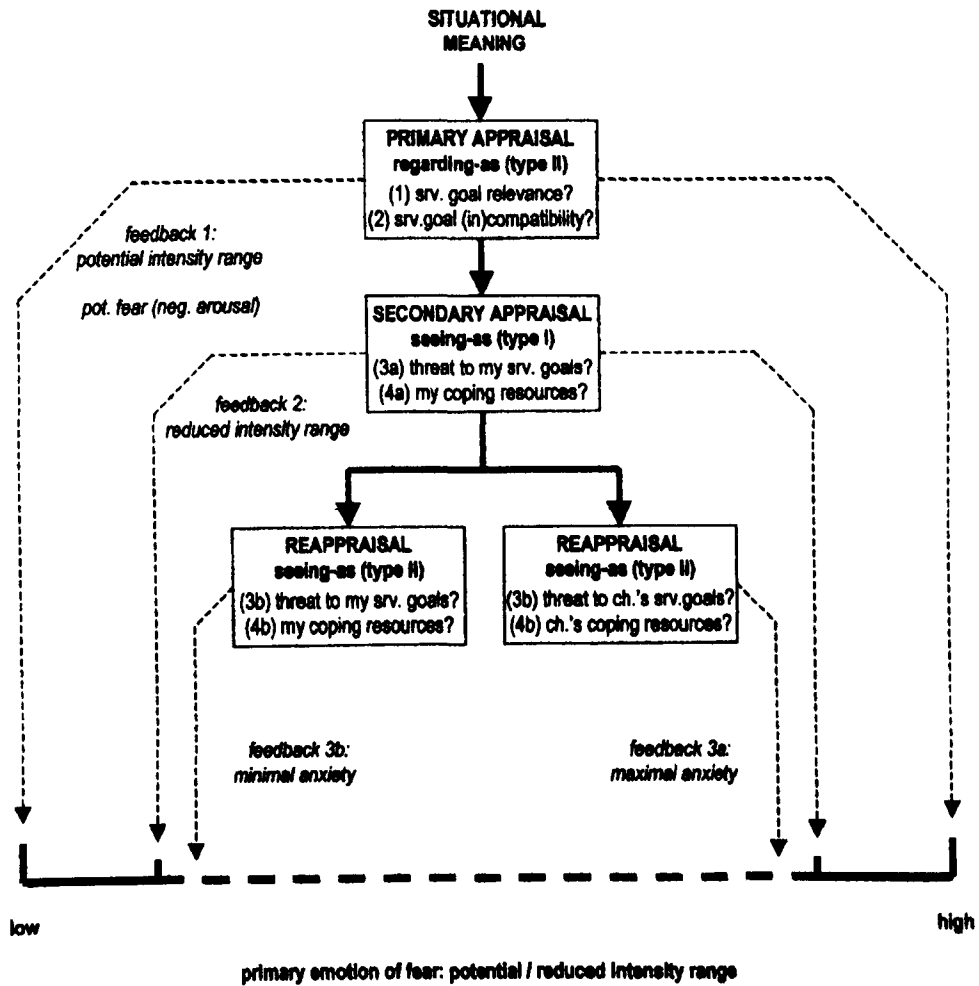 SITUATIONAL
MEANING
PRIMARY APPRAISAL
regarding-as (type II)
(1) srv. goal relevance?
(2) srv.goal (in)compatibility?
feedback 1:
potential intensity range
pot. fear (neg. arousal)
SECONDARY APPRAISAL
seeing-as (type I)
(3a) threat to my srv. goals?
(4a) my coping resources?
feedback 2:
reduced intensity range
REAPPRAISAL
seeing-as (type II)
(3b) threat to my srv. goals?
(4b) my coping resources?
REAPPRAISAL
seeing-as (type II)
(3b) threat to ch.'s srv.goals?
(4b) ch.'s coping resources?
feedback 3b:
minimal anxiety
feedback 3a:
maximal anxiety
low
high
primary emotion of fear: potential / reduced intensity range